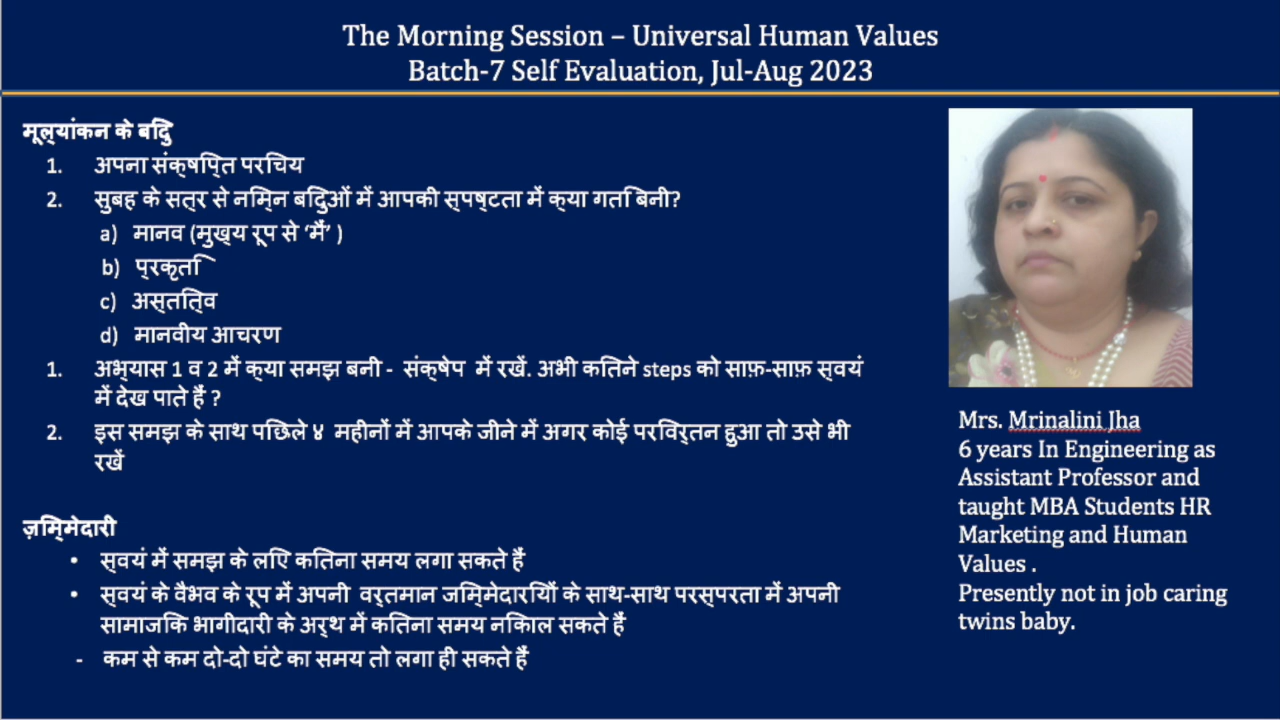 The Morning Session – Universal Human Values
Batch-7 Self Evaluation, Jul-Aug 2023
मूल्यांकन के बिंदु
1. अपना संक्षिप्त परिचय
2. सुबह के सत्र से निम्न बिंदुओं में आपकी स्पष्टता में क्या गति बनी?
a) मानव (मुख्य रूप से ‘मैं’ )
b) प्रकृति
c) अस्तित्व
d) मानवीय आचरण
1. अभ्यास 1 व 2 में क्या समझ बनी - संक्षेप में रखें. अभी कितने steps को साफ़-साफ़ स्वयं
में देख पाते हैं ?
2. इस समझ के साथ पिछले ४ महीनों में आपके जीने में अगर कोई परिवर्तन हुआ तो उसे भी
रखें
ज़िम्मेदारी
• स्वयं में समझ के लिए कितना समय लगा सकते हैं
• स्वयं के वैभव के रूप में अपनी वर्तमान जिम्मेदारियों के साथ-साथ परस्परता में अपनी
सामाजिक भागीदारी के अर्थ में कितना समय निकाल सकते हैं
- कम से कम दो-दो घंटे का समय तो लगा ही सकते हैं
Mrs. Mrinalini Jha
6 years In Engineering as
Assistant Professor and
taught MBA Students HR
Marketing and Human
Values .
Presently not in job caring
twins baby.